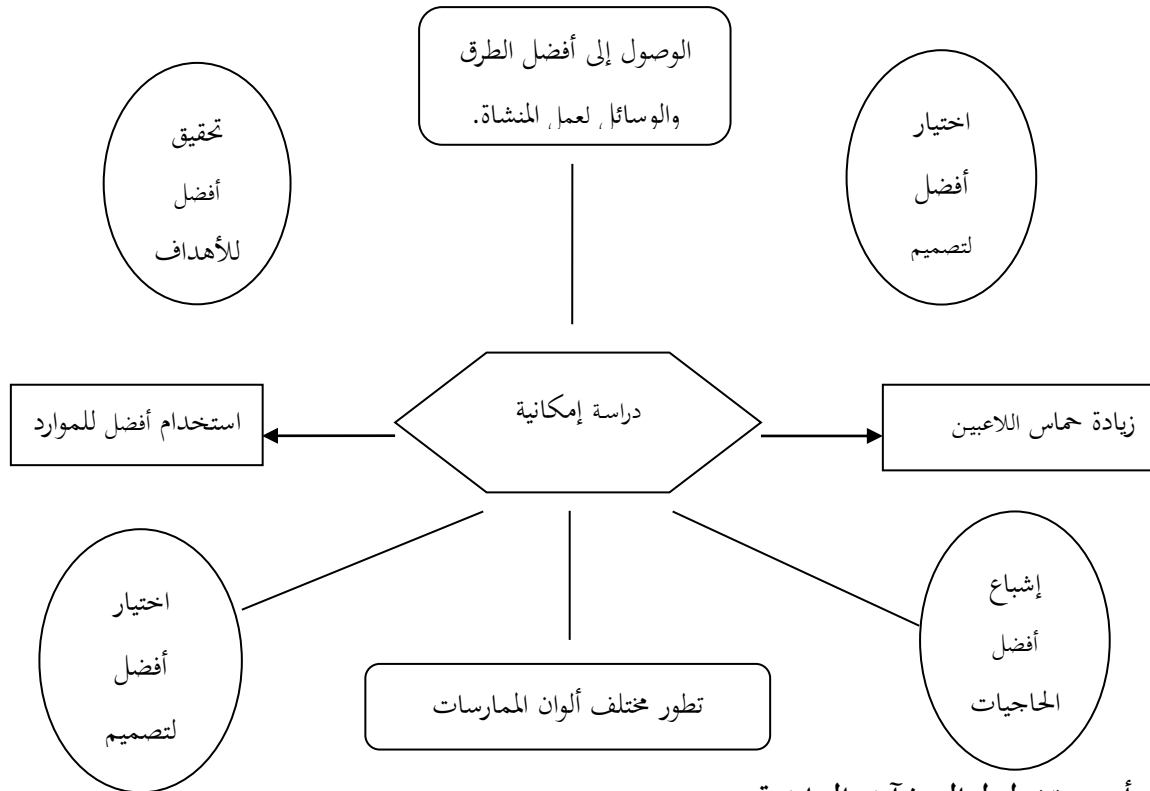 الوصول إلى أفضل الطرق
والوسائل لعمل المنشاة.
اختيار
أفضل
لتصميم
تحقيق
أفضل
للأهداف
زيادة حماس اللاعبين
دراسة إمكانية
استخدام أفضل للموارد
إشباع
أفضل
الحاجيات
تطور مختلف ألوان الممارسات
اختيار
أفضل
لتصميم